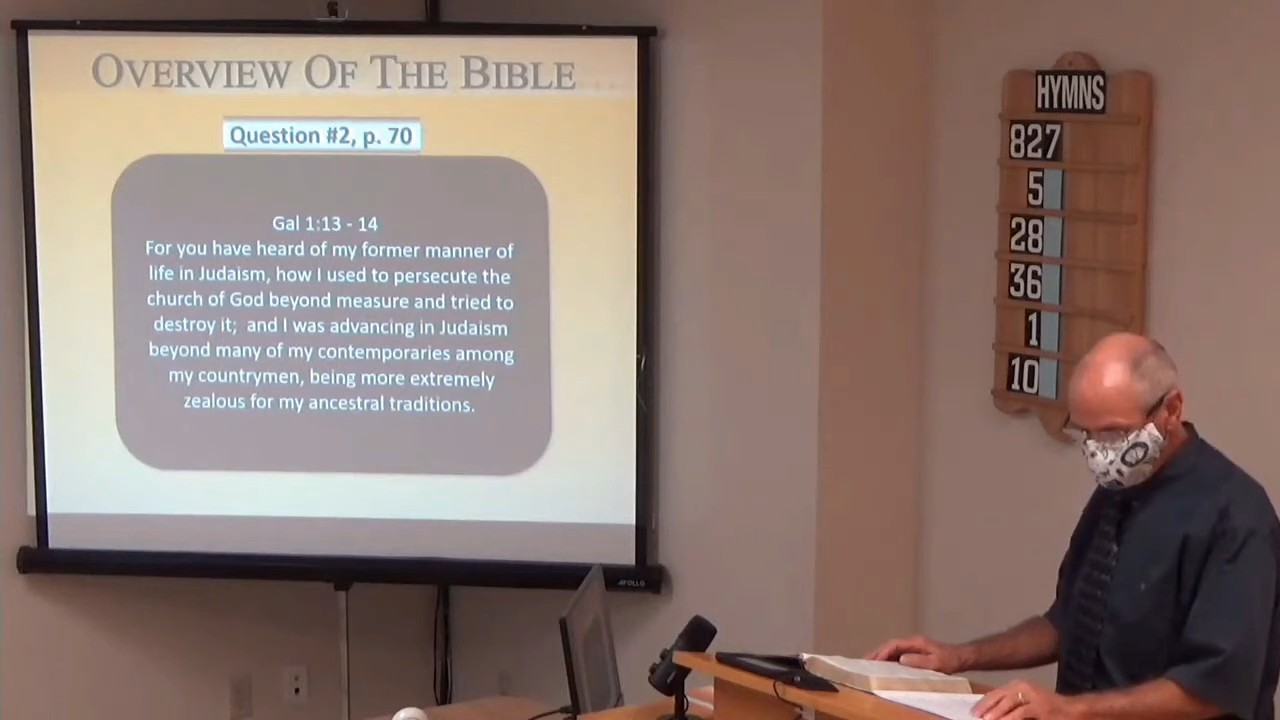 OVERVIEW OF THE BIBLE
Question #2, p. 70
Gal 1:13 - 14
For you have heard of my former manner of
life in Judaism, how I used to persecute the
church of God beyond measure and tried to
destroy it;  and I was advancing in Judaism
beyond many of my contemporaries among
my countrymen, being more extremely
zealous for my ancestral traditions.
APOLLO
HYMNS
827
5
28
36
1
10